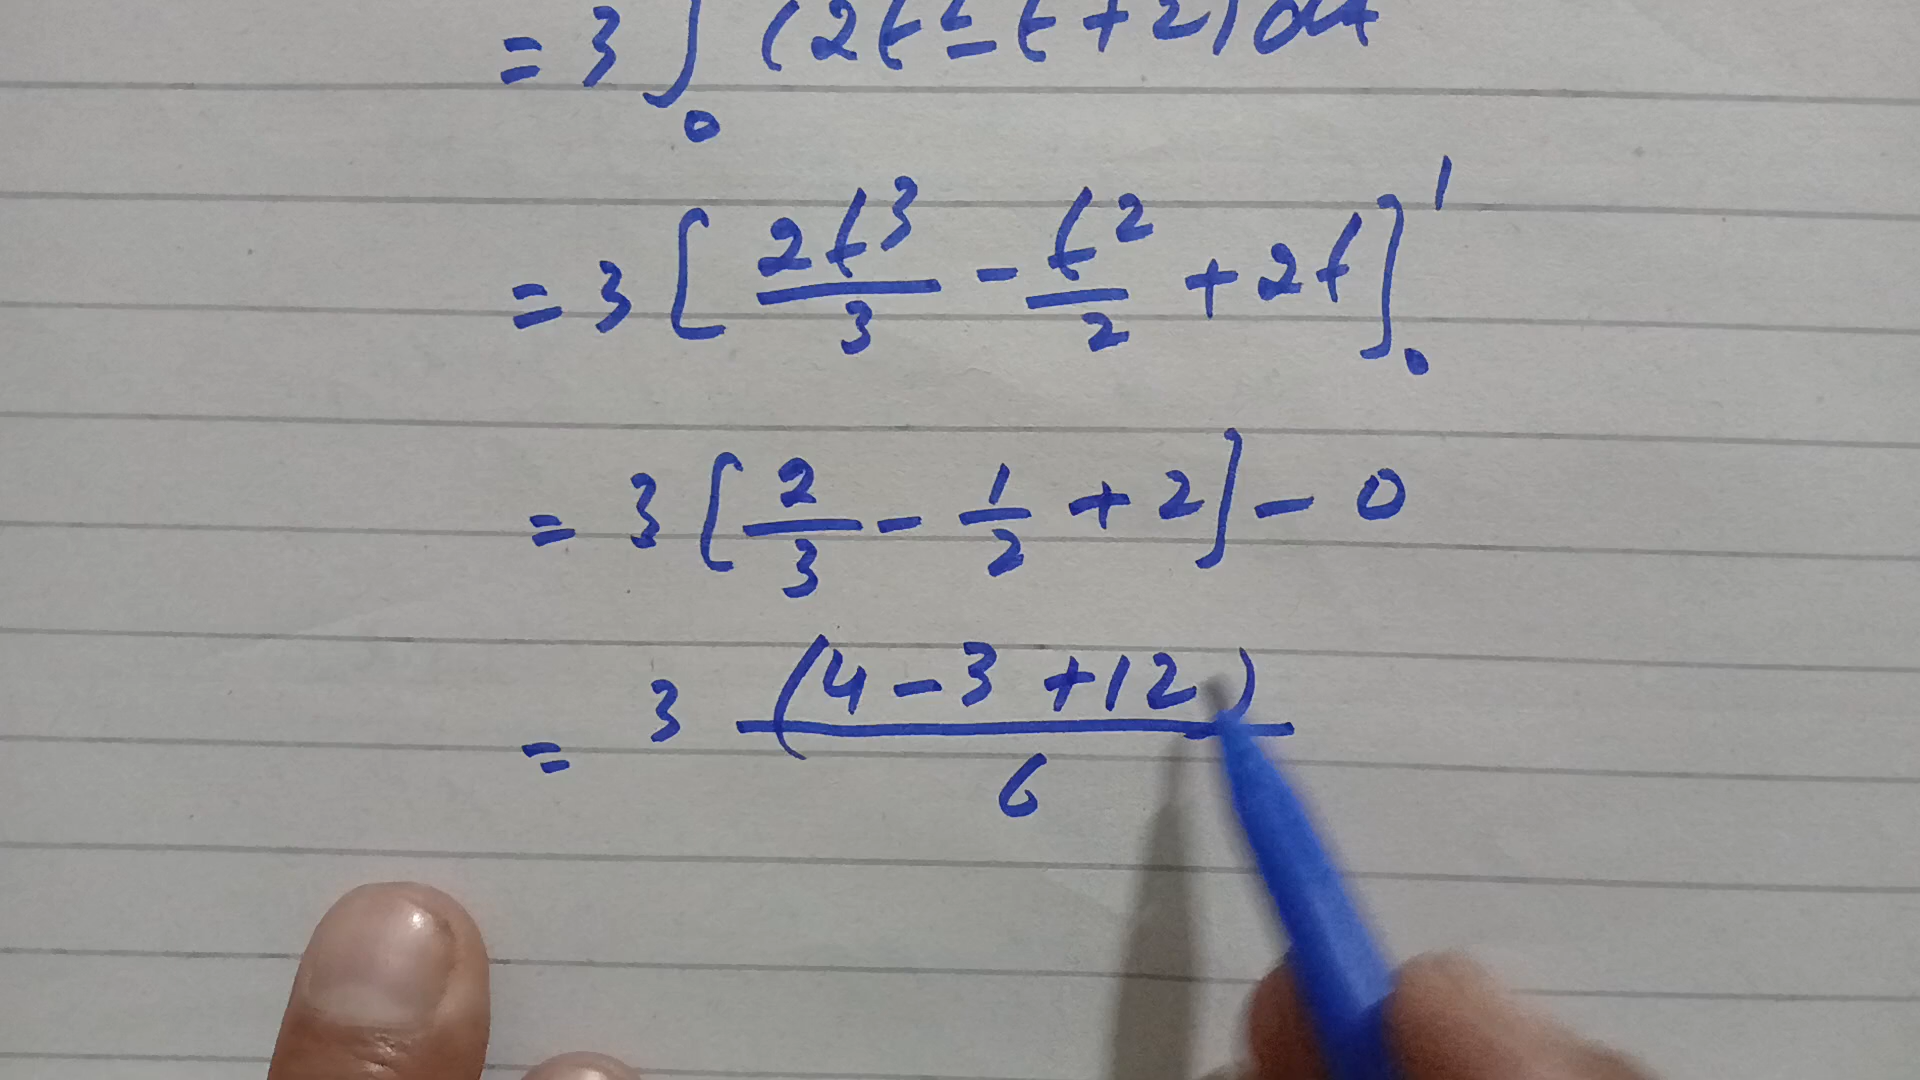 = 3 ∫₀ (2t² - t + 2) dt
= 3 [ 2t³/3 - t²/2 + 2t ]₀¹
= 3 [ 2/3 - 1/2 + 2 ] - 0
= 3 (4 - 3 + 12)/6